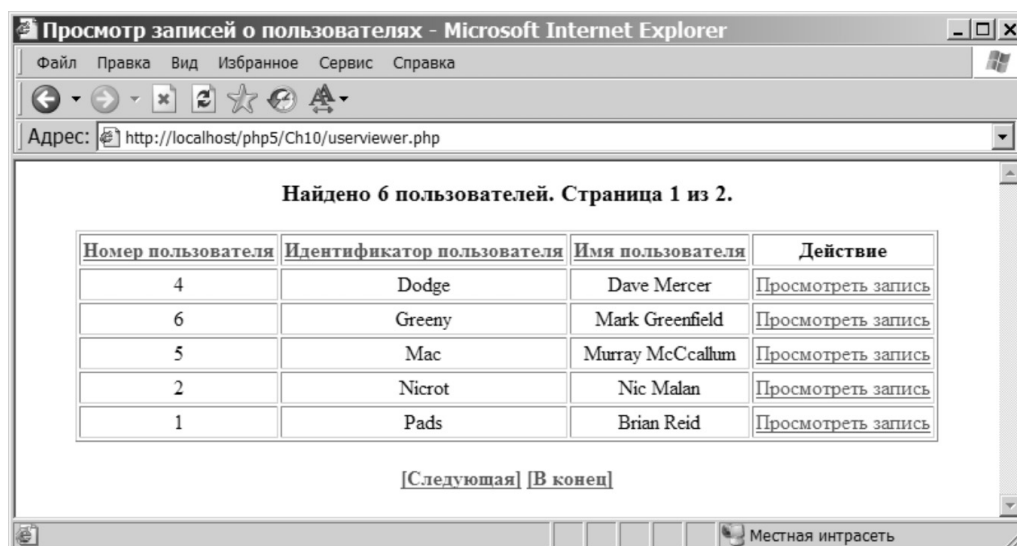 Просмотр записей о пользователях - Microsoft Internet Explorer
Файл Правка Вид Избранное Сервис Справка
Адрес: http://localhost/php5/Ch10/userviewer.php
Найдено 6 пользователей. Страница 1 из 2.
Номер пользователя Идентификатор пользователя Имя пользователя Действие
4 Dodge Dave Mercer Просмотреть запись
6 Greeny Mark Greenfield Просмотреть запись
5 Mac Murray McCcallum Просмотреть запись
2 Nicrot Nic Malan Просмотреть запись
1 Pads Brian Reid Просмотреть запись
[Следующая] [В конец]
Местная интрасеть